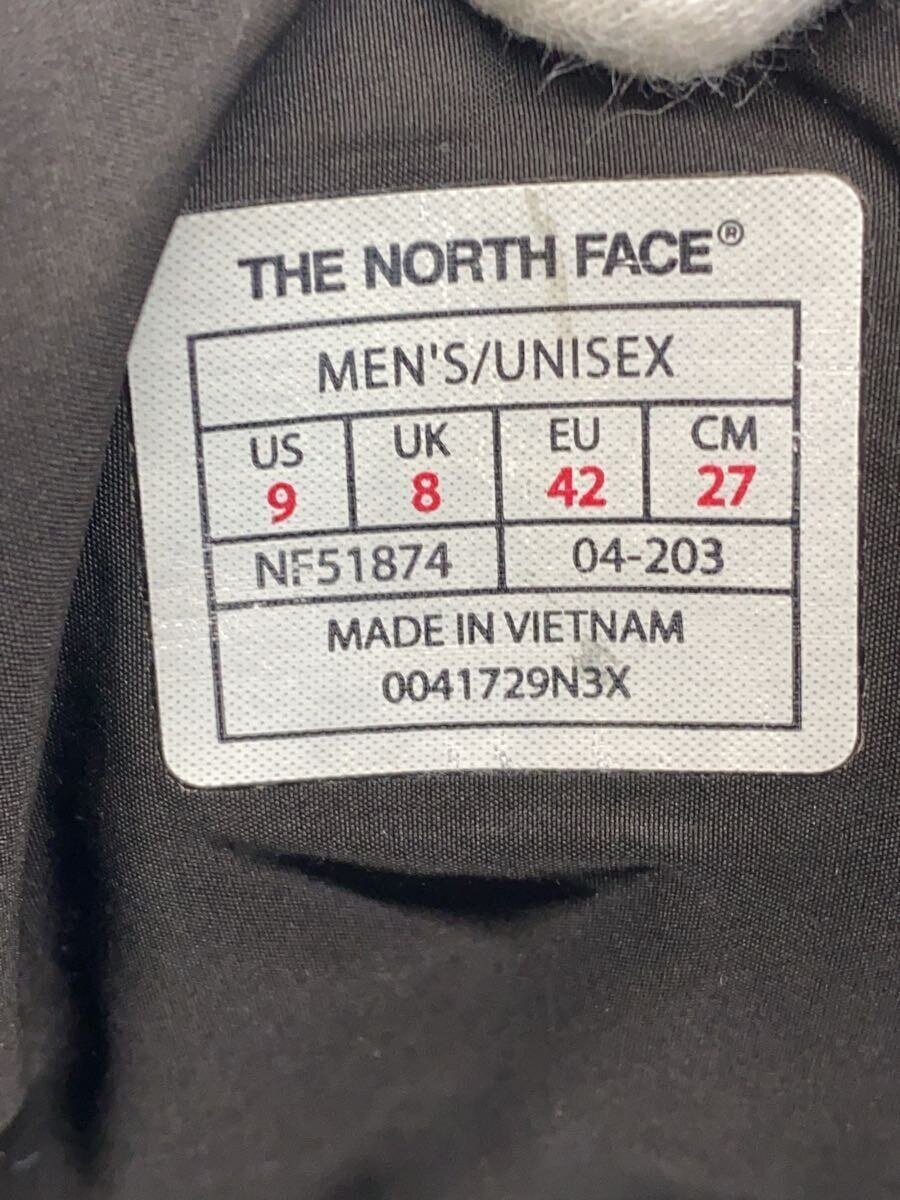 THE NORTH FACE®
MEN'S/UNISEX
US UK EU CM
9 8 42 27
NF51874 04-203
MADE IN VIETNAM
0041729N3X